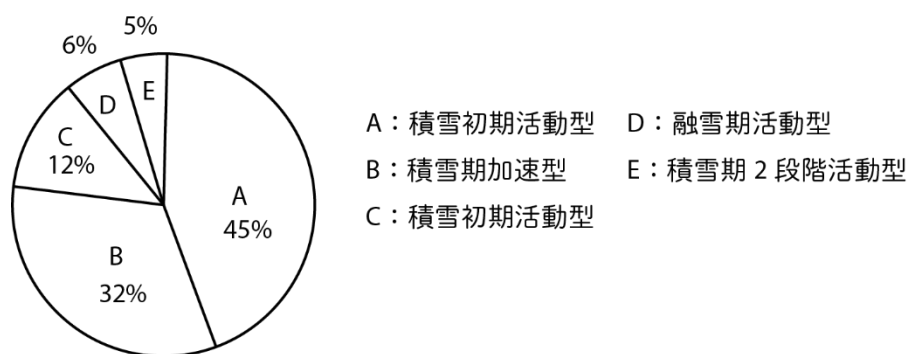 6%
5%
E
D
C
12%
A
45%
B
32%
A：積雪初期活動型
D：融雪期活動型
B：積雪期加速型
E：積雪期 2 段階活動型
C：積雪初期活動型